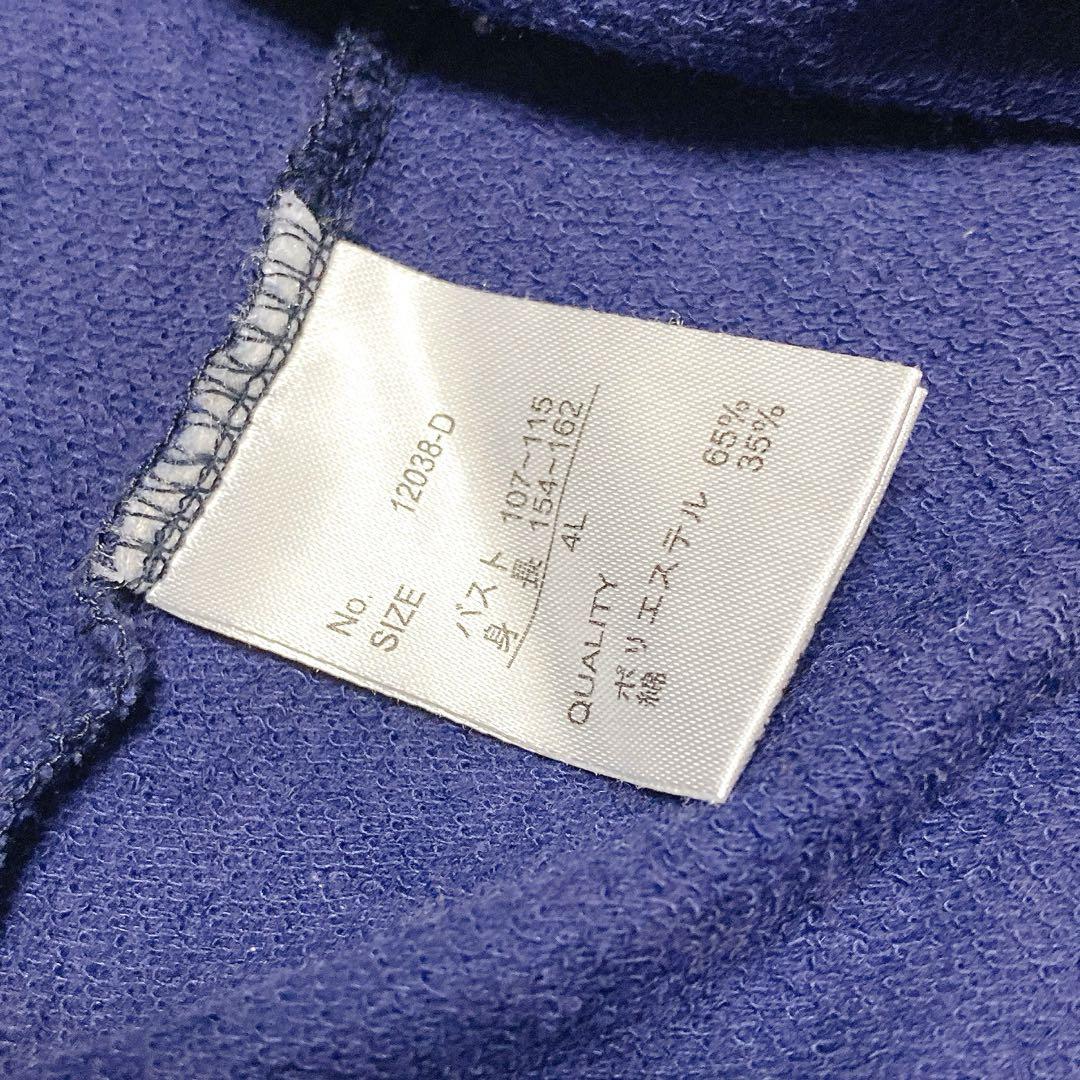 No. 12038-D
SIZE
バスト 107~115
身長 154~162
4L
QUALITY
ポリエステル 65%
綿 35%